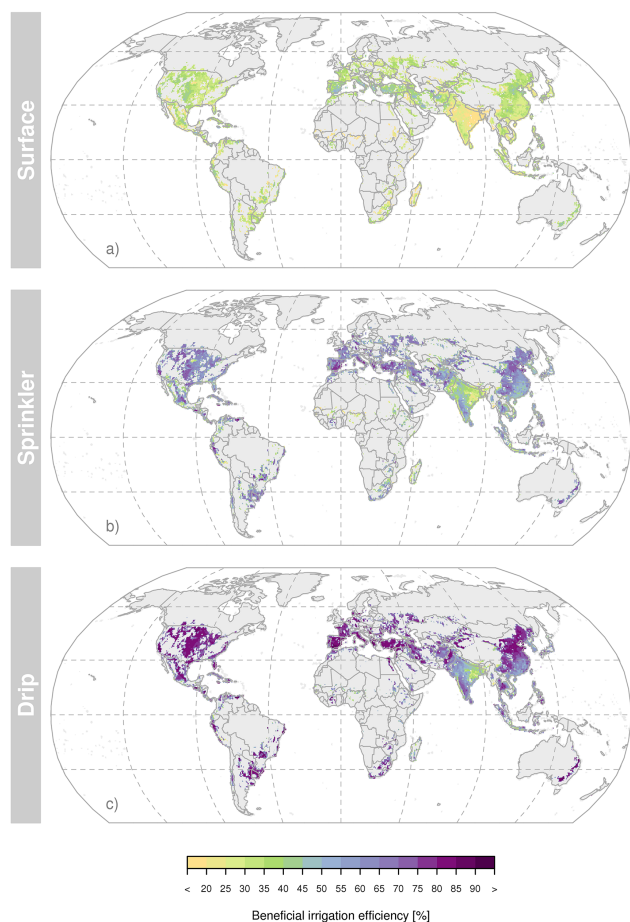 Surface
a)
Sprinkler
b)
Drip
c)
< 20 25 30 35 40 45 50 55 60 65 70 75 80 85 90 >
Beneficial irrigation efficiency [%]